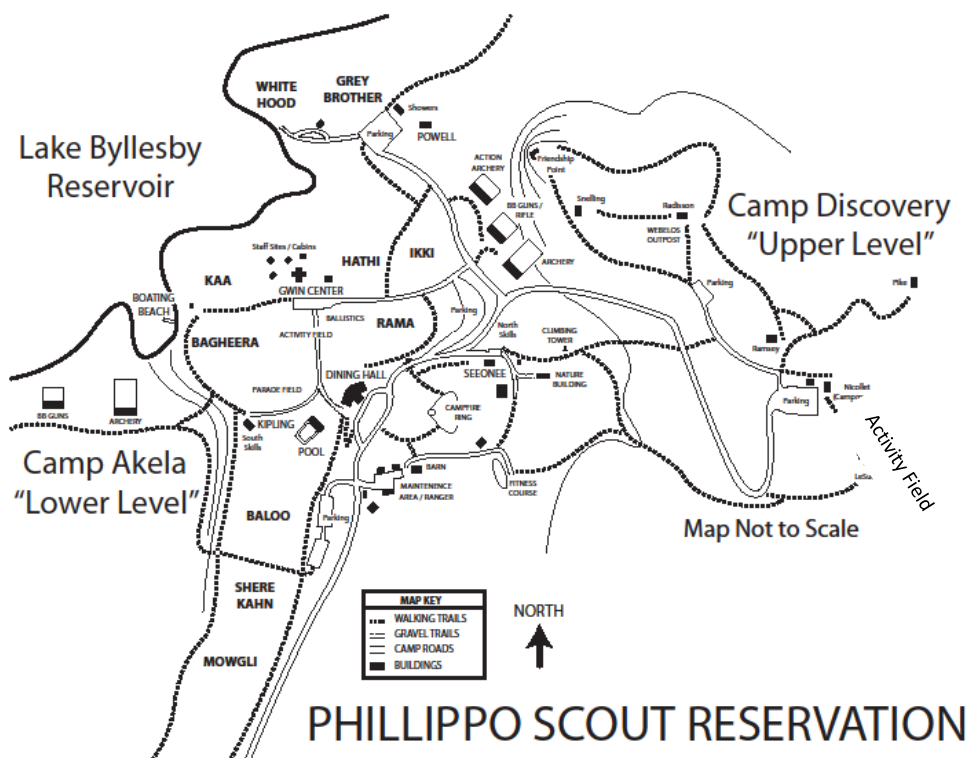 WHITE
HOOD
GREY
BROTHER
Showers
Parking
POWELL
Lake Byllesby
Reservoir
ACTION
ARCHERY
Friendship
Point
BB GUNS /
RIFLE
Snelling
Radisson
WEBELOS
OUTPOST
Camp Discovery
"Upper Level"
Staff Sites / Cabins
HATHI
IKKI
ARCHERY
KAA
GWIN CENTER
Parking
Pike
BOATING
BEACH
BALLISTICS
RAMA
Parking
ACTIVITY FIELD
BAGHEERA
North
Skills
CLIMBING
TOWER
Ramsey
DINING HALL
SEEONEE
NATURE
BUILDING
PARADE FIELD
Parking
Nicollet
BB GUNS
ARCHERY
KIPLING
CAMPFIRE
RING
South
Skills
POOL
Activity Field
Camp Akela
"Lower Level"
BARN
MAINTENENCE
AREA / RANGER
FITNESS
COURSE
BALOO
Parking
Map Not to Scale
SHERE
KAHN
MOWGLI
MAP KEY
WALKING TRAILS
GRAVEL TRAILS
CAMP ROADS
BUILDINGS
NORTH
PHILLIPPO SCOUT RESERVATION